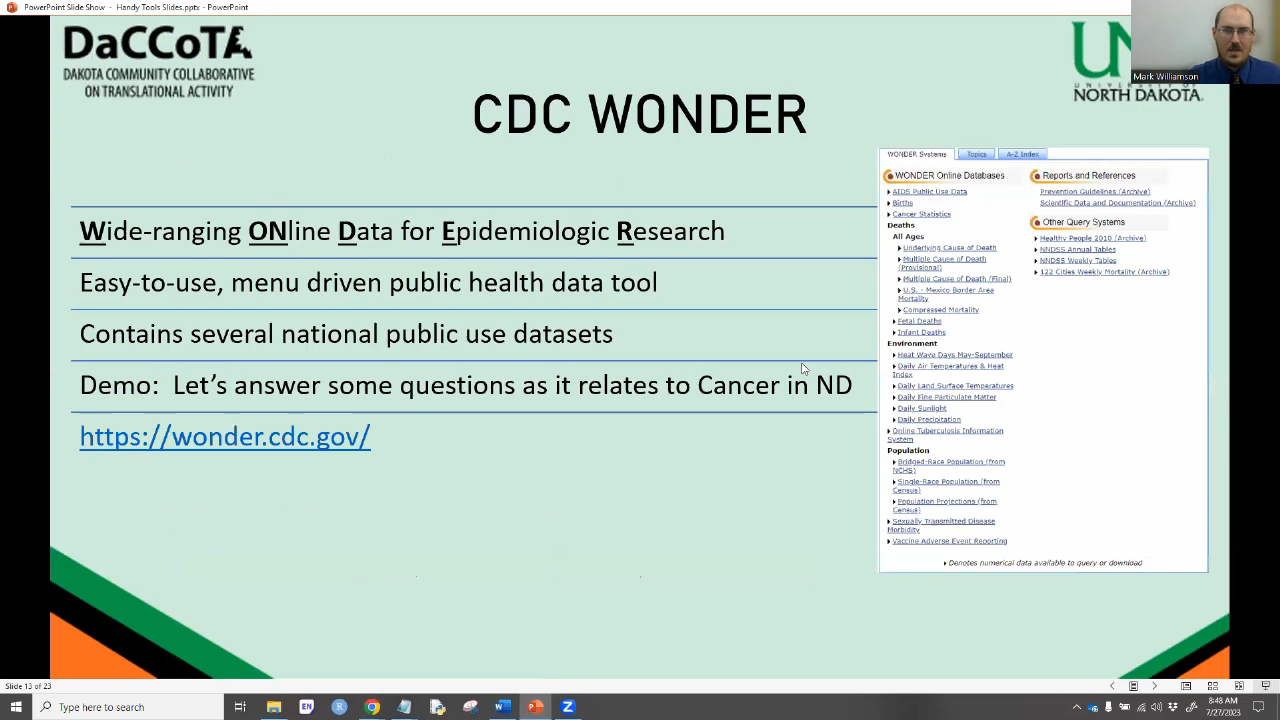 PowerPoint Slide Show - Handy Tools Slides.pptx - PowerPoint
DaCCoTA
DAKOTA COMMUNITY COLLABORATIVE
ON TRANSLATIONAL ACTIVITY
NORTH DAKOTA.
Mark Williamson
CDC WONDER
Wide-ranging ONline Data for Epidemiologic Research
Easy-to-use, menu driven public health data tool
Contains several national public use datasets
Demo: Let's answer some questions as it relates to Cancer in ND
https://wonder.cdc.gov/
WONDER Systems
Topics
A-Z Index
WONDER Online Databases
AIDS Public Use Data
Births
Cancer Statistics
Deaths
All Ages
Underlying Cause of Death
Multiple Cause of Death
(Provisional)
Multiple Cause of Death (Final)
U.S. - Mexico Border Area
Mortality
Compressed Mortality
Fetal Deaths
Infant Deaths
Environment
Heat Wave Days May-September
Daily Air Temperatures & Heat
Index
Daily Land Surface Temperatures
Daily Fine Particulate Matter
Daily Sunlight
Daily Precipitation
Online Tuberculosis Information
System
Population
Bridged-Race Population (from
NCHS)
Single-Race Population (from
Census)
Population Projections (from
Census)
Sexually Transmitted Disease
Morbidity
Vaccine Adverse Event Reporting
Reports and References
Prevention Guidelines (Archive)
Scientific Data and Documentation (Archive)
Other Query Systems
Healthy People 2010 (Archive)
NNDSS Annual Tables
NNDSS Weekly Tables
122 Cities Weekly Mortality (Archive)
Denotes numerical data available to query or download
Slide 13 of 23
Type here to search
EN
R
8:48 AM
7/27/2023